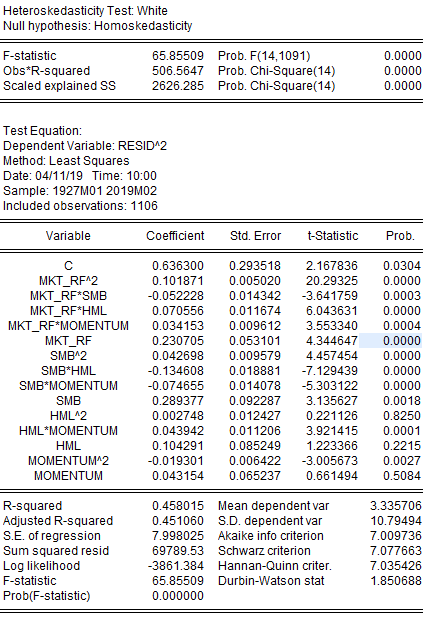 Heteroskedasticity Test: White
Null hypothesis: Homoskedasticity
F-statistic 65.85509 Prob. F(14,1091) 0.0000
Obs*R-squared 506.5647 Prob. Chi-Square(14) 0.0000
Scaled explained SS 2626.285 Prob. Chi-Square(14) 0.0000
Test Equation:
Dependent Variable: RESID^2
Method: Least Squares
Date: 04/11/19 Time: 10:00
Sample: 1927M01 2019M02
Included observations: 1106
Variable Coefficient Std. Error t-Statistic Prob.
C 0.636300 0.293518 2.167836 0.0304
MKT_RF^2 0.101871 0.005020 20.29325 0.0000
MKT_RF*SMB -0.052228 0.014342 -3.641759 0.0003
MKT_RF*HML 0.070556 0.011674 6.043631 0.0000
MKT_RF*MOMENTUM 0.034153 0.009612 3.553340 0.0004
MKT_RF 0.230705 0.053101 4.344647 0.0000
SMB^2 0.042698 0.009579 4.457454 0.0000
SMB*HML -0.134608 0.018881 -7.129439 0.0000
SMB*MOMENTUM -0.074655 0.014078 -5.303122 0.0000
SMB 0.289377 0.092287 3.135627 0.0018
HML^2 0.002748 0.012427 0.221126 0.8250
HML*MOMENTUM 0.043942 0.011206 3.921415 0.0001
HML 0.104291 0.085249 1.223366 0.2215
MOMENTUM^2 -0.019301 0.006422 -3.005673 0.0027
MOMENTUM 0.043154 0.065237 0.661494 0.5084
R-squared 0.458015 Mean dependent var 3.335706
Adjusted R-squared 0.451060 S.D. dependent var 10.79494
S.E. of regression 7.998025 Akaike info criterion 7.009736
Sum squared resid 69789.53 Schwarz criterion 7.077663
Log likelihood -3861.384 Hannan-Quinn criter. 7.035426
F-statistic 65.85509 Durbin-Watson stat 1.850688
Prob(F-statistic) 0.000000